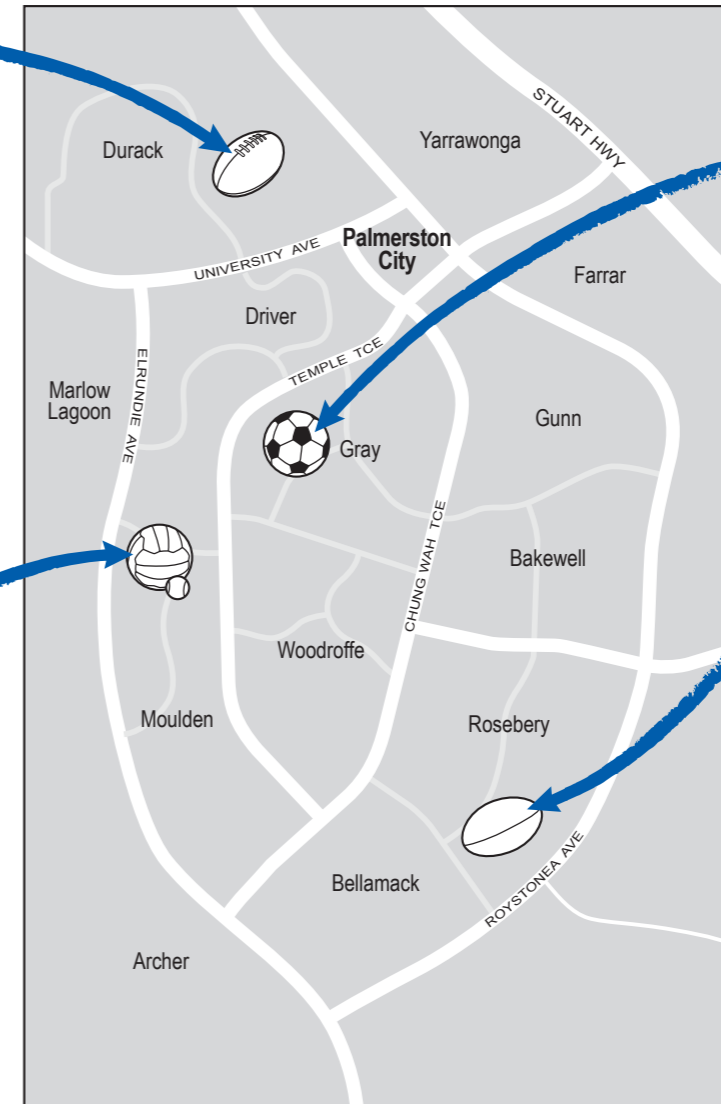 STUART HWY
Durack
Yarrawonga
Palmerston
City
UNIVERSITY AVE
Farrar
Driver
TEMPLE TCE
ELRUNDIE AVE
Marlow
Lagoon
Gunn
Gray
CHUNG WAH TCE
Bakewell
Woodroffe
Moulden
Rosebery
Bellamack
ROYSTONEA AVE
Archer